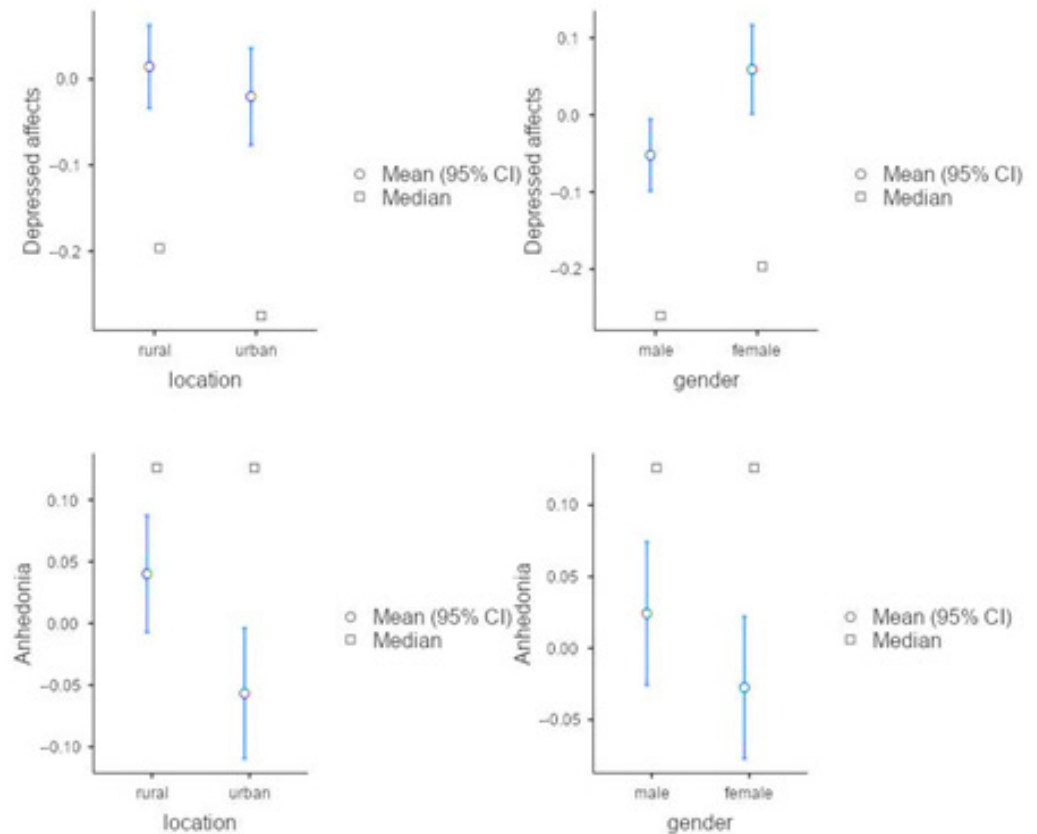 0.0
−0.1
−0.2
Depressed affects
rural urban
location
Mean (95% CI)
Median
0.1
0.0
−0.1
−0.2
Depressed affects
male female
gender
Mean (95% CI)
Median
0.10
0.05
0.00
−0.05
−0.10
Anhedonia
rural urban
location
Mean (95% CI)
Median
0.10
0.05
0.00
−0.05
Anhedonia
male female
gender
Mean (95% CI)
Median